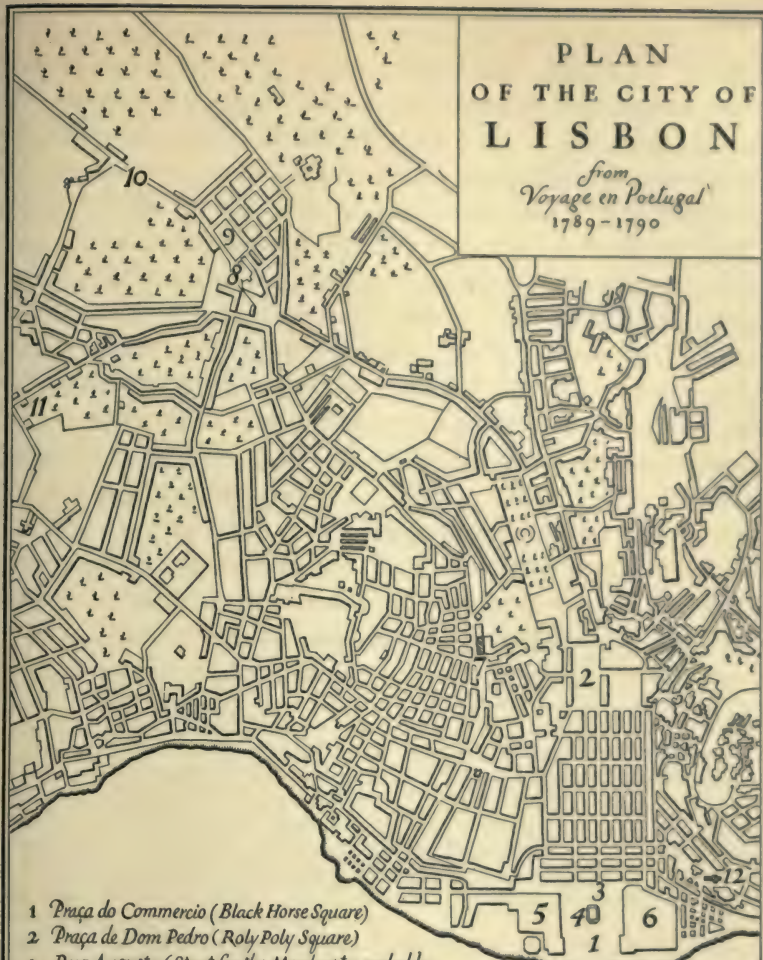 PLAN
OF THE CITY OF
LISBON
from
Voyage en Portugal
1789-1790
10
9
8
11
2
3
12
5
4
6
1
1 Praça do Commercio (Black Horse Square)
2 Praça de Dom Pedro (Roly Poly Square)